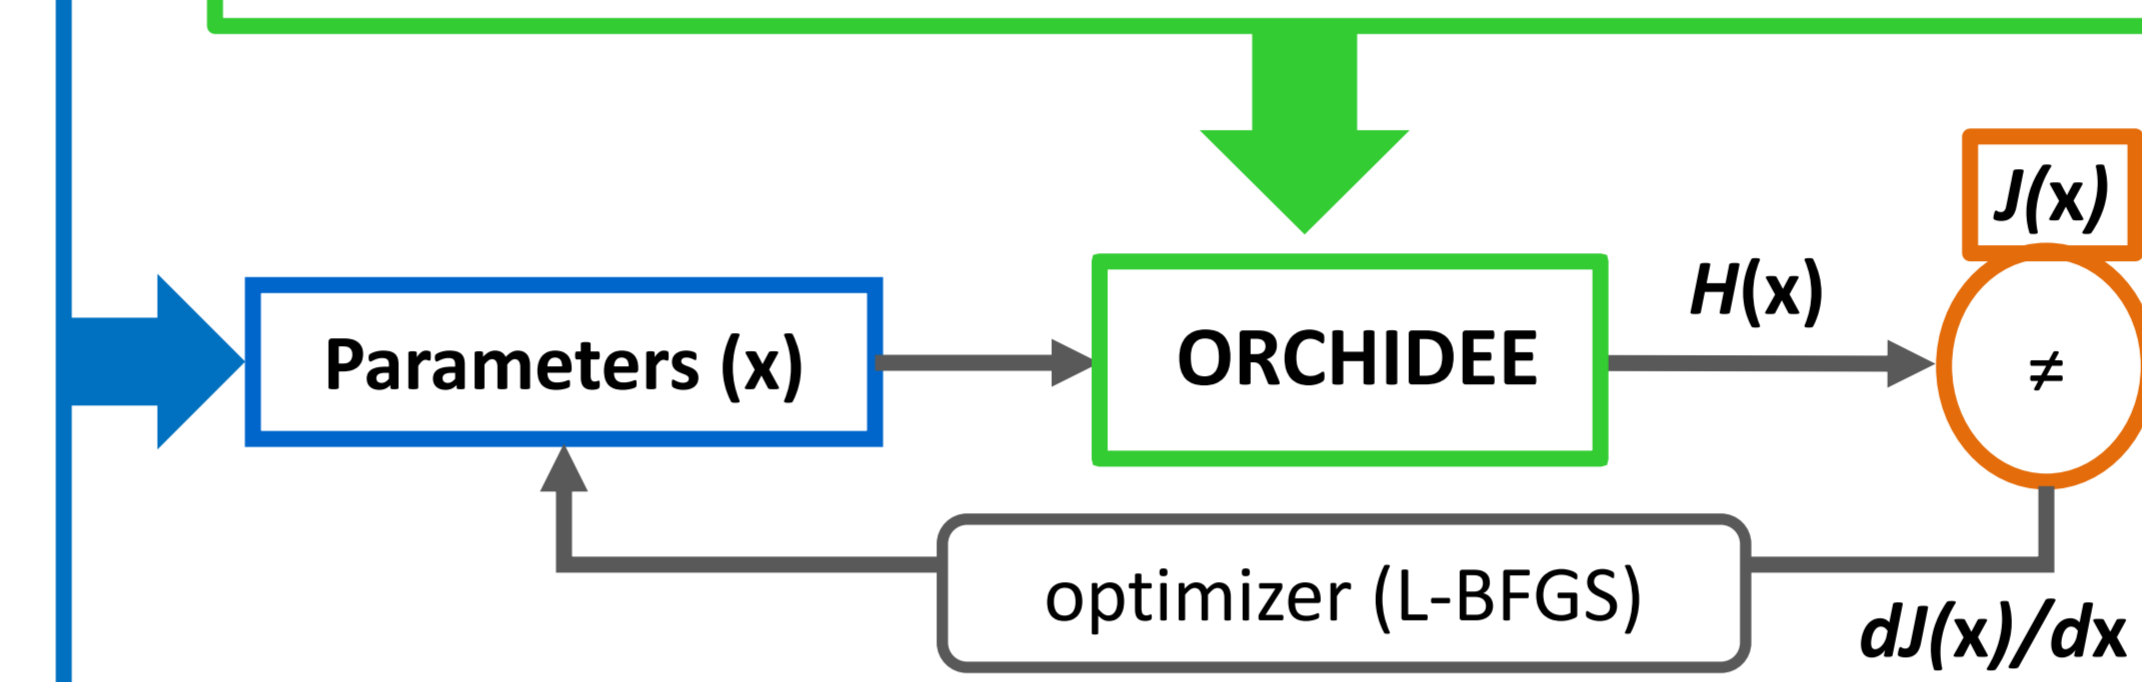 J(x)
H(x)
Parameters (x)
ORCHIDEE
≠
optimizer (L-BFGS)
dJ(x)/dx